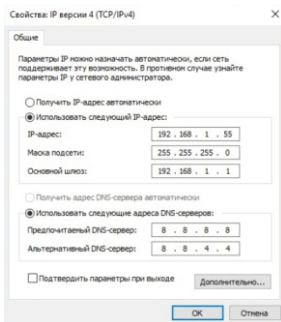 Свойства: IP версии 4 (TCP/IPv4)
Общие
Параметры IP можно назначать автоматически, если сеть
поддерживает эту возможность. В противном случае узнайте
параметры IP у сетевого администратора.
Получить IP-адрес автоматически
Использовать следующий IP-адрес:
IP-адрес: 192 . 168 . 1 . 55
Маска подсети: 255 . 255 . 255 . 0
Основной шлюз: 192 . 168 . 1 . 1
Получить адрес DNS-сервера автоматически
Использовать следующие адреса DNS-серверов:
Предпочитаемый DNS-сервер: 8 . 8 . 8 . 8
Альтернативный DNS-сервер: 8 . 8 . 4 . 4
Подтвердить параметры при выходе
Дополнительно...
OK Отмена